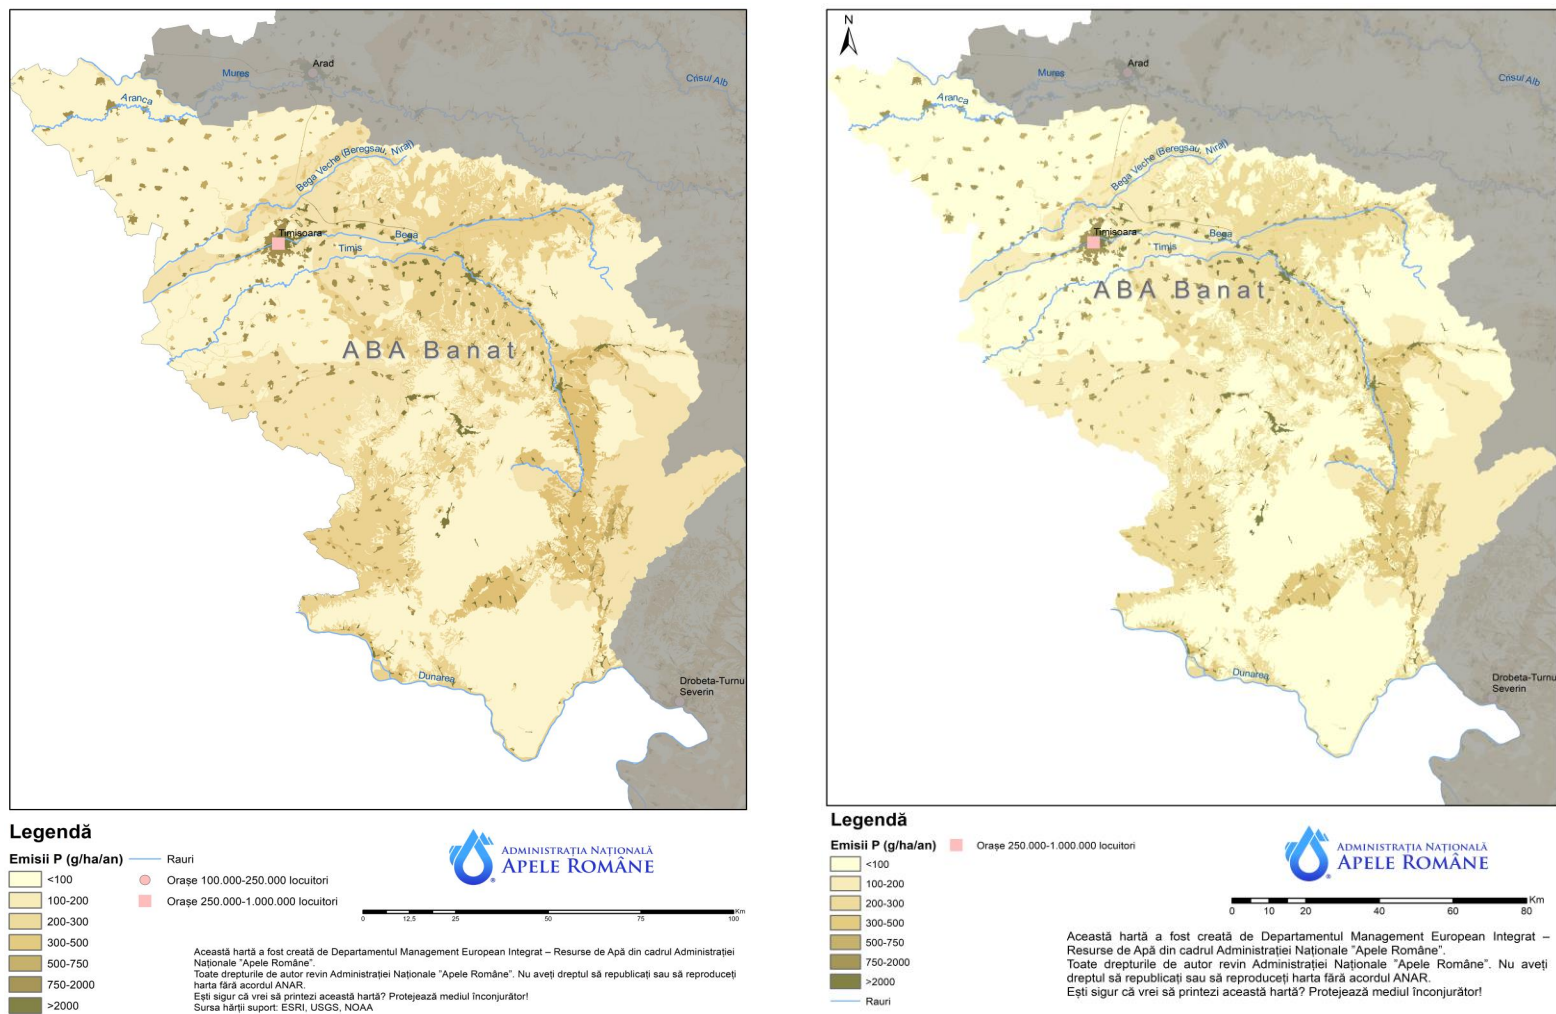 Arad
Mures
Crisul Alb
Aranca
Bega Veche (Beregsau, Niraj)
Timisoara
Bega
Timis
ABA Banat
Dunarea
Drobeta-Turnu
Severin
Legendă
Emisii P (g/ha/an)
<100
100-200
200-300
300-500
500-750
750-2000
>2000
Rauri
Orașe 100.000-250.000 locuitori
Orașe 250.000-1.000.000 locuitori
ADMINISTRAȚIA NAȚIONALĂ
APELE ROMÂNE
0 12,5 25 50 75 100 Km
Această hartă a fost creată de Departamentul Management European Integrat – Resurse de Apă din cadrul Administrației
Naționale "Apele Române".
Toate drepturile de autor revin Administrației Naționale "Apele Române". Nu aveți dreptul să republicați sau să reproduceți
harta fără acordul ANAR.
Ești sigur că vrei să printezi această hartă? Protejează mediul înconjurător!
Sursa hărții suport: ESRI, USGS, NOAA
N
Arad
Mures
Crisul Alb
Aranca
Bega Veche (Beregsau, Niraj)
Timisoara
Bega
Timis
ABA Banat
Dunarea
Drobeta-Turnu
Severin
Legendă
Emisii P (g/ha/an)
<100
100-200
200-300
300-500
500-750
750-2000
>2000
Rauri
Orașe 250.000-1.000.000 locuitori
ADMINISTRAȚIA NAȚIONALĂ
APELE ROMÂNE
0 10 20 40 60 80 Km
Această hartă a fost creată de Departamentul Management European Integrat –
Resurse de Apă din cadrul Administrației Naționale "Apele Române".
Toate drepturile de autor revin Administrației Naționale "Apele Române". Nu aveți
dreptul să republicați sau să reproduceți harta fără acordul ANAR.
Ești sigur că vrei să printezi această hartă? Protejează mediul înconjurător!